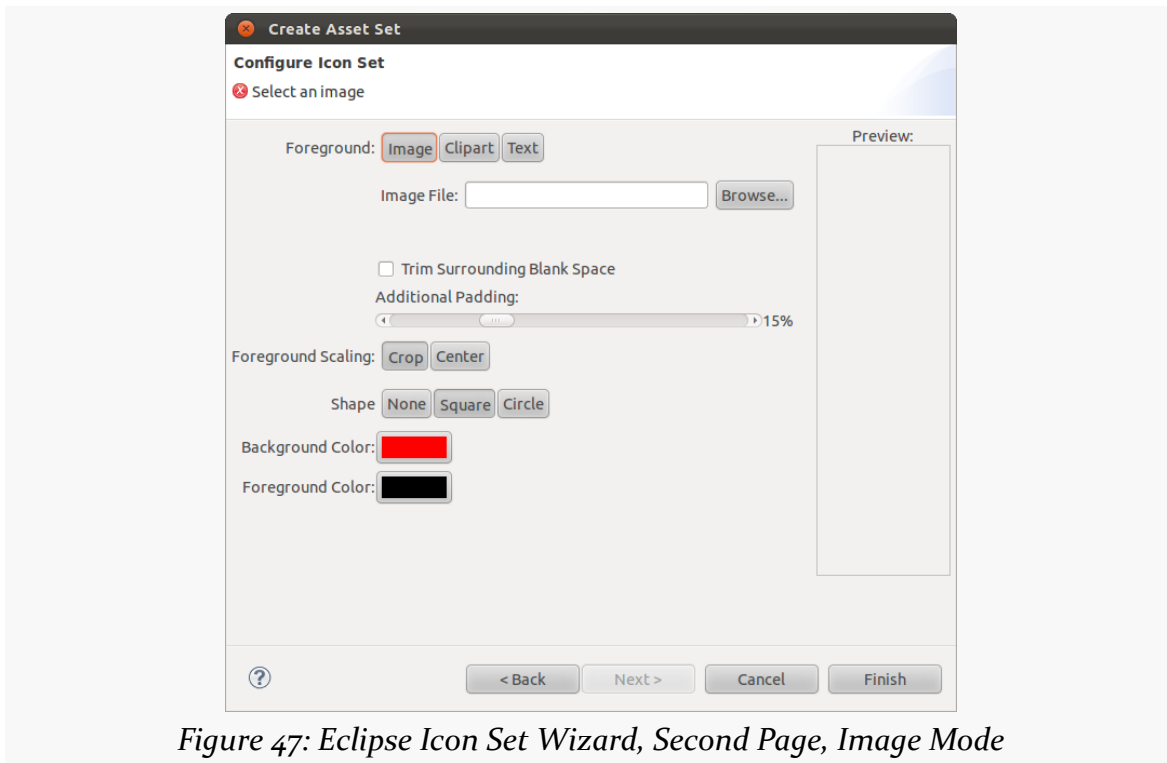 Create Asset Set
Configure Icon Set
Select an image
Preview:
Foreground: Image Clipart Text
Image File: Browse...
Trim Surrounding Blank Space
Additional Padding:
15%
Foreground Scaling: Crop Center
Shape None Square Circle
Background Color:
Foreground Color:
< Back Next > Cancel Finish
Figure 47: Eclipse Icon Set Wizard, Second Page, Image Mode